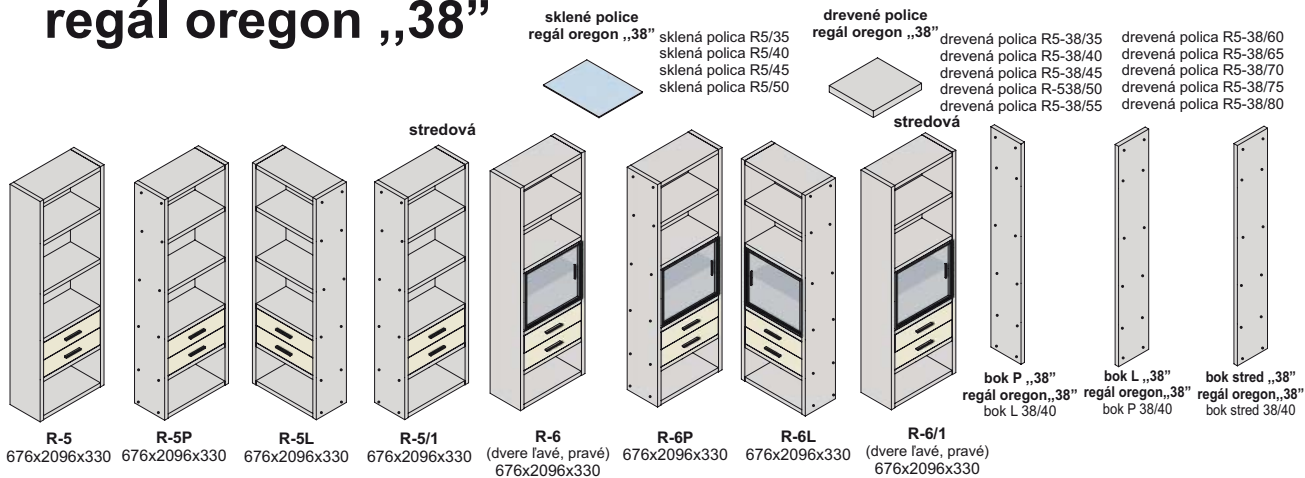 regál oregon ,,38”
sklené police
regál oregon ,,38”
sklená polica R5/35
sklená polica R5/40
sklená polica R5/45
sklená polica R5/50
drevené police
regál oregon ,,38”
drevená polica R5-38/35
drevená polica R5-38/40
drevená polica R5-38/45
drevená polica R-538/50
drevená polica R5-38/55
drevená polica R5-38/60
drevená polica R5-38/65
drevená polica R5-38/70
drevená polica R5-38/75
drevená polica R5-38/80
stredová
stredová
R-5
676x2096x330
R-5P
676x2096x330
R-5L
676x2096x330
R-5/1
676x2096x330
R-6
(dvere ľavé, pravé)
676x2096x330
R-6P
676x2096x330
R-6L
676x2096x330
R-6/1
(dvere ľavé, pravé)
676x2096x330
bok P ,,38”
regál oregon,,38”
bok L 38/40
bok L ,,38”
regál oregon,,38”
bok P 38/40
bok stred ,,38”
regál oregon,,38”
bok stred 38/40